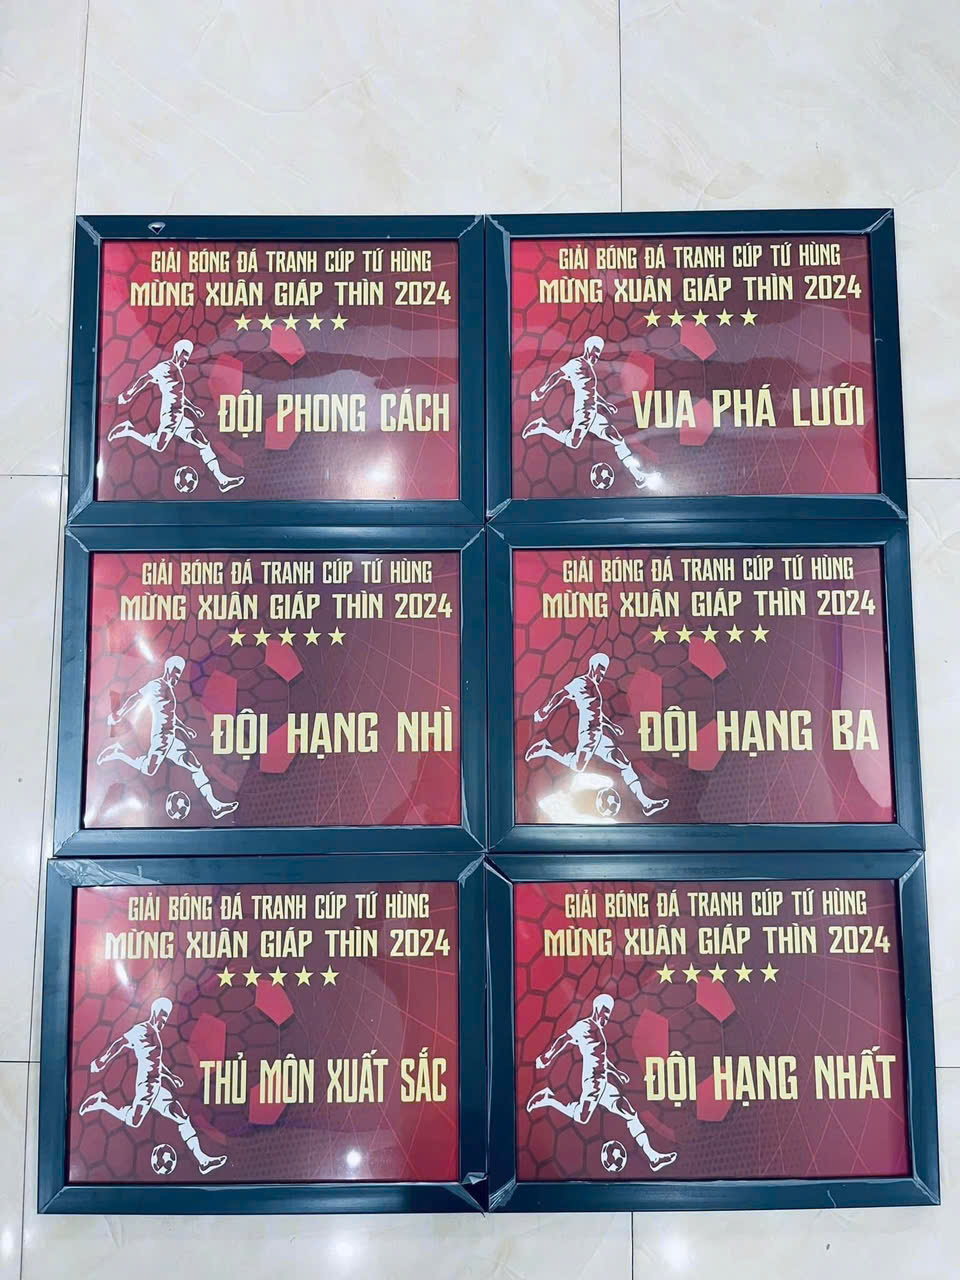 GIẢI BÓNG ĐÁ TRANH CÚP TỨ HÙNG
MỪNG XUÂN GIÁP THÌN 2024
ĐỘI PHONG CÁCH
GIẢI BÓNG ĐÁ TRANH CÚP TỨ HÙNG
MỪNG XUÂN GIÁP THÌN 2024
VUA PHÁ LƯỚI
GIẢI BÓNG ĐÁ TRANH CÚP TỨ HÙNG
MỪNG XUÂN GIÁP THÌN 2024
ĐỘI HẠNG NHÌ
GIẢI BÓNG ĐÁ TRANH CÚP TỨ HÙNG
MỪNG XUÂN GIÁP THÌN 2024
ĐỘI HẠNG BA
GIẢI BÓNG ĐÁ TRANH CÚP TỨ HÙNG
MỪNG XUÂN GIÁP THÌN 2024
THỦ MÔN XUẤT SẮC
GIẢI BÓNG ĐÁ TRANH CÚP TỨ HÙNG
MỪNG XUÂN GIÁP THÌN 2024
ĐỘI HẠNG NHẤT